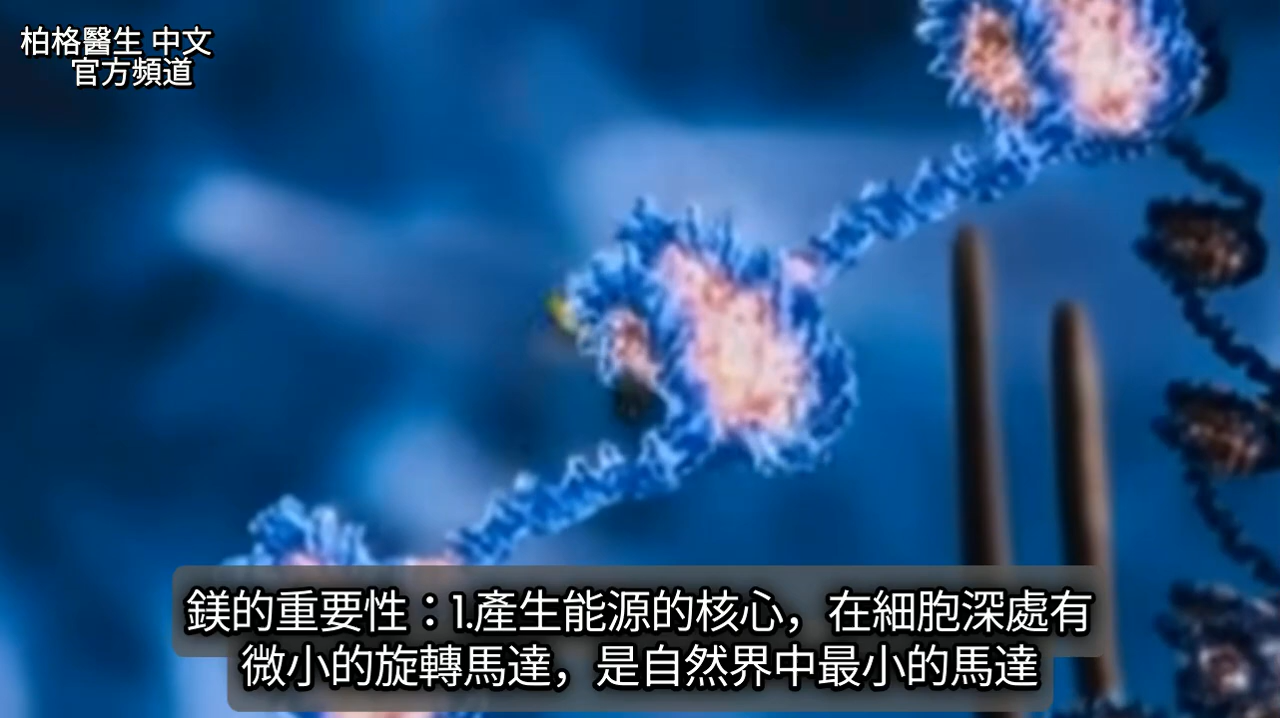 柏格醫生 中文
官方頻道
鎂的重要性：1.產生能源的核心，在細胞深處有
微小的旋轉馬達，是自然界中最小的馬達